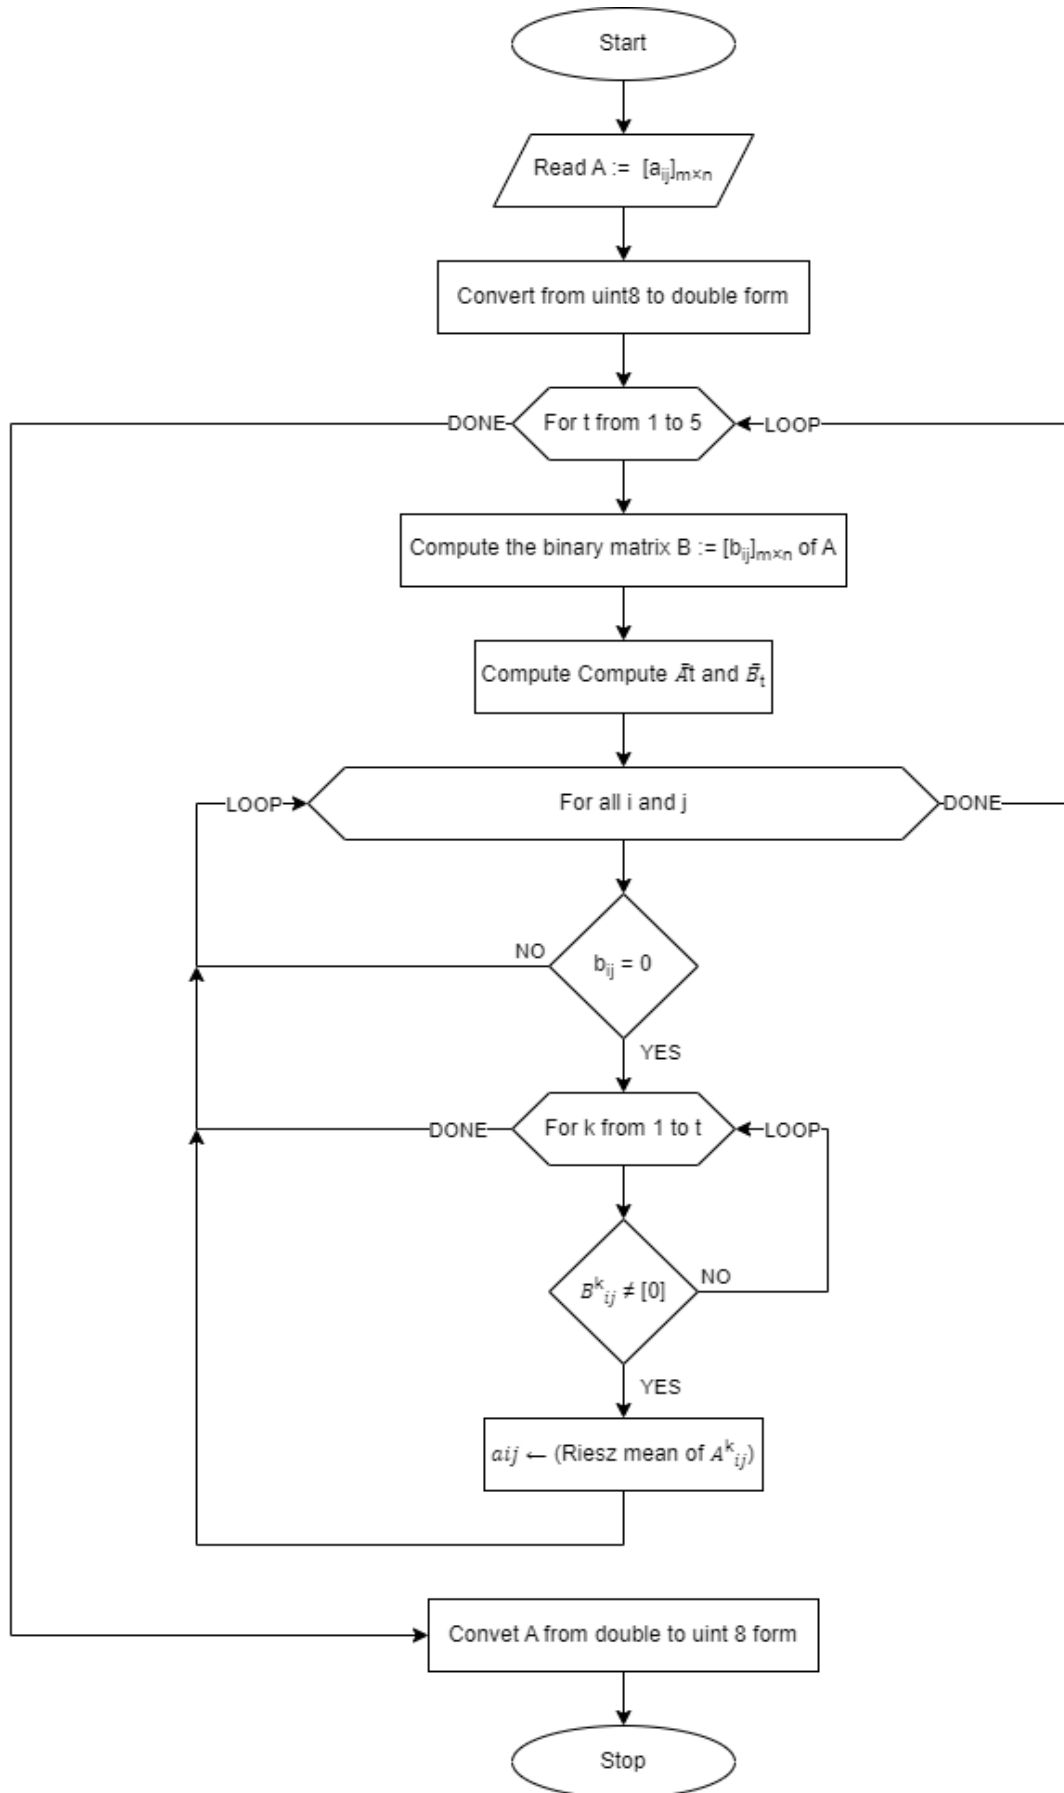 Start
Read A := [aᵢⱼ]ₘ×ₙ
Convert from uint8 to double form
DONE
For t from 1 to 5
LOOP
Compute the binary matrix B := [bᵢⱼ]ₘ×ₙ of A
Compute Compute Āt and B̄ₜ
LOOP
For all i and j
DONE
NO
bᵢⱼ = 0
YES
DONE
For k from 1 to t
LOOP
Bᵏᵢⱼ ≠ [0]
NO
YES
aij ← (Riesz mean of Aᵏᵢⱼ)
Convet A from double to uint 8 form
Stop